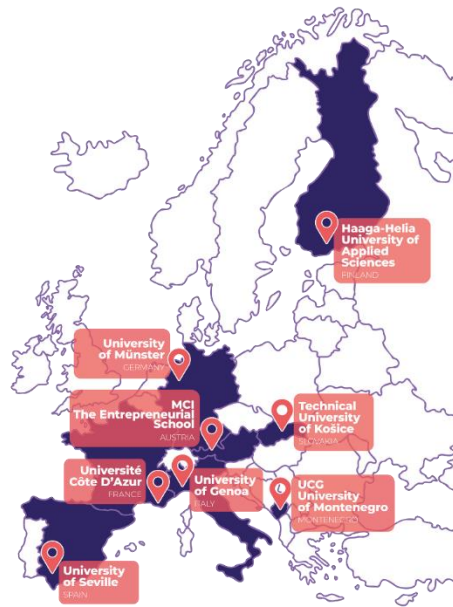 Haaga-Helia
University of
Applied
Sciences
FINLAND
University
of Münster
GERMANY
MCI
The Entrepreneurial
School
AUSTRIA
Technical
University
of Košice
SLOVAKIA
Université
Côte D'Azur
FRANCE
University
of Genoa
ITALY
UCG
University
of Montenegro
MONTENEGRO
University
of Seville
SPAIN